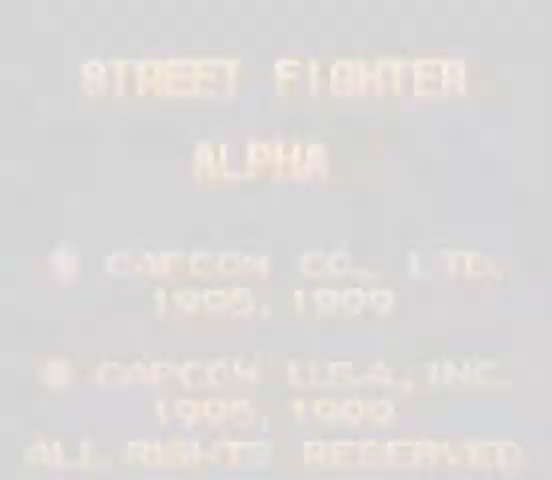 STREET FIGHTER
ALPHA
© CAPCOM CO., LTD.
1995, 1999
© CAPCOM U.S.A., INC.
1995, 1999
ALL RIGHTS RESERVED